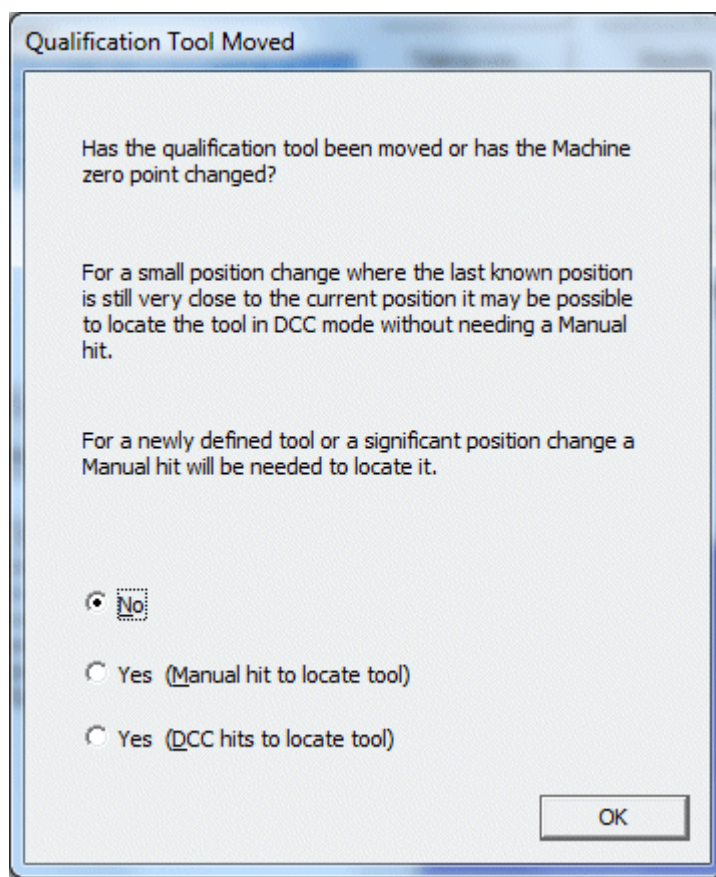 Qualification Tool Moved
Has the qualification tool been moved or has the Machine
zero point changed?
For a small position change where the last known position
is still very close to the current position it may be possible
to locate the tool in DCC mode without needing a Manual
hit.
For a newly defined tool or a significant position change a
Manual hit will be needed to locate it.
No
Yes (Manual hit to locate tool)
Yes (DCC hits to locate tool)
OK